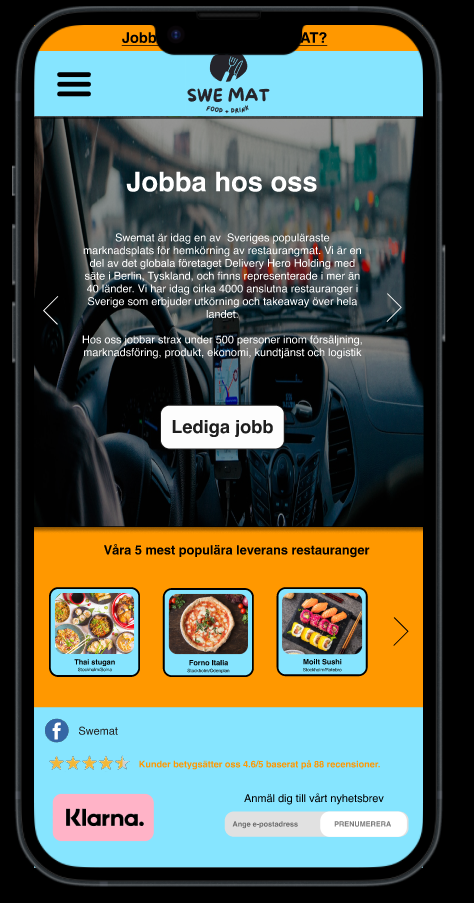 Jobb AT?
SWE MAT
FOOD + DRINK
Jobba hos oss
Swemat är idag en av Sveriges populäraste
marknadsplats för hemkörning av restaurangmat. Vi är en
del av det globala företaget Delivery Hero Holding med
säte i Berlin, Tyskland, och finns representerade i mer än
40 länder. Vi har idag cirka 4000 anslutna restauranger i
Sverige som erbjuder utkörning och takeaway över hela
landet.
Hos oss jobbar strax under 500 personer inom försäljning,
marknadsföring, produkt, ekonomi, kundtjänst och logistik
Lediga jobb
Våra 5 mest populära leverans restauranger
Thai stugan
Forno Italia
Stockholm/Odenplan
Moilt Sushi
f Swemat
Kunder betygsätter oss 4.6/5 baserat på 88 recensioner.
Klarna.
Anmäl dig till vårt nyhetsbrev
Ange e-postadress PRENUMERERA